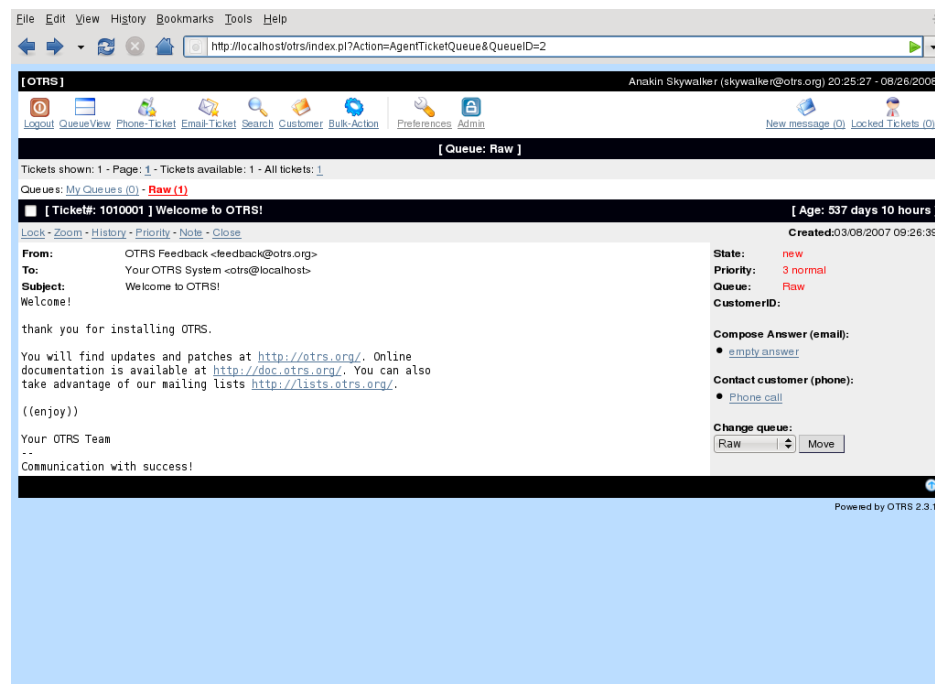 File Edit View History Bookmarks Tools Help
http://localhost/otrs/index.pl?Action=AgentTicketQueue&QueueID=2
[ OTRS ] Anakin Skywalker (skywalker@otrs.org) 20:25:27 - 08/26/2008
Logout QueueView Phone-Ticket Email-Ticket Search Customer Bulk-Action Preferences Admin New message (0) Locked Tickets (0)
[ Queue: Raw ]
Tickets shown: 1 - Page: 1 - Tickets available: 1 - All tickets: 1
Queues: My Queues (0) - Raw (1)
[ Ticket#: 1010001 ] Welcome to OTRS! [ Age: 537 days 10 hours
Lock - Zoom - History - Priority - Note - Close Created:03/08/2007 09:26:39
From: OTRS Feedback <feedback@otrs.org>
To: Your OTRS System <otrs@localhost>
Subject: Welcome to OTRS!
Welcome!
thank you for installing OTRS.
You will find updates and patches at http://otrs.org/. Online
documentation is available at http://doc.otrs.org/. You can also
take advantage of our mailing lists http://lists.otrs.org/.
((enjoy))
Your OTRS Team
--
Communication with success!
State: new
Priority: 3 normal
Queue: Raw
CustomerID:
Compose Answer (email):
empty answer
Contact customer (phone):
Phone call
Change queue:
Raw Move
Powered by OTRS 2.3.1